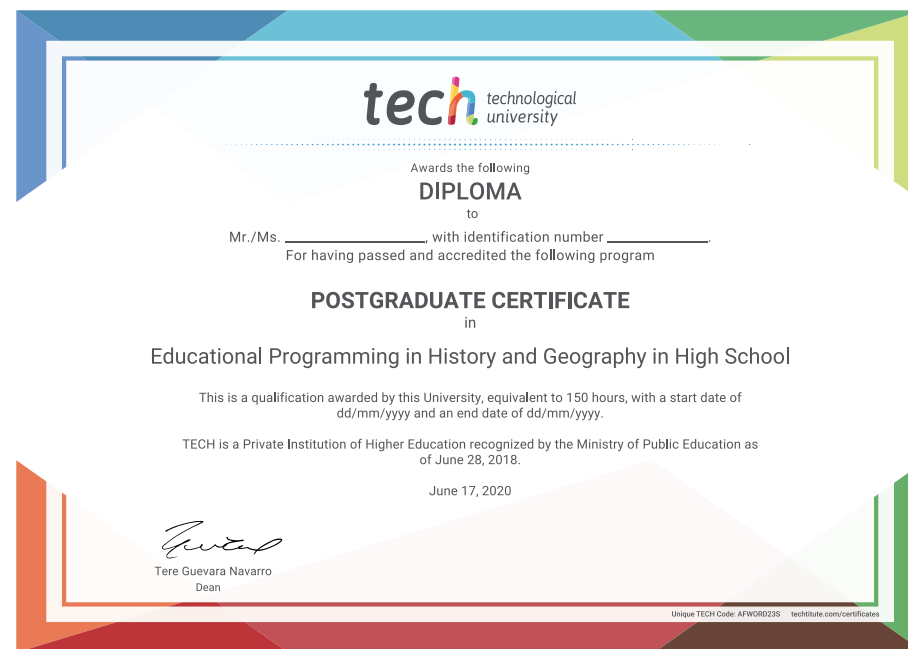 tech technological
university
Awards the following
DIPLOMA
to
Mr./Ms. ____________________, with identification number ______________.
For having passed and accredited the following program
POSTGRADUATE CERTIFICATE
in
Educational Programming in History and Geography in High School
This is a qualification awarded by this University, equivalent to 150 hours, with a start date of
dd/mm/yyyy and an end date of dd/mm/yyyy.
TECH is a Private Institution of Higher Education recognized by the Ministry of Public Education as
of June 28, 2018.
June 17, 2020
Tere Guevara Navarro
Dean
Unique TECH Code: AFWORD23S techtitute.com/certificates